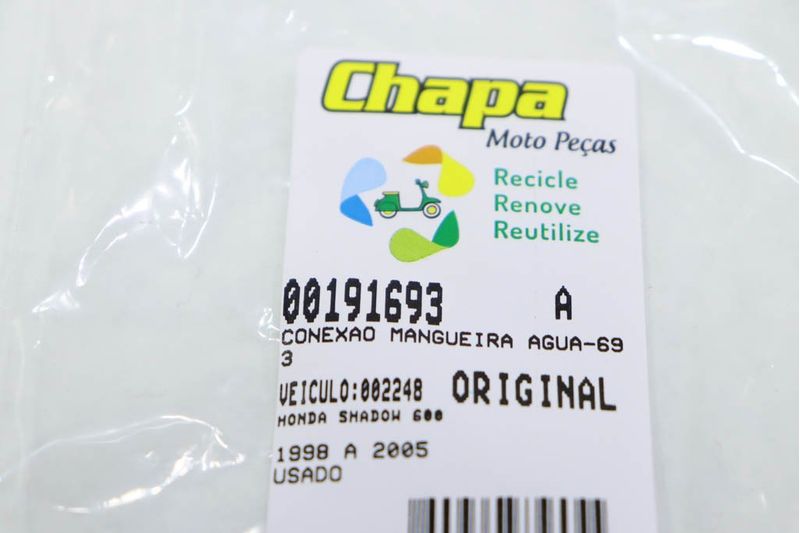 Chapa
Moto Peças
Recicle
Renove
Reutilize
00191693 A
CONEXAO MANGUEIRA AGUA-69
3
VEICULO:002248 ORIGINAL
HONDA SHADOW 600
1998 A 2005
USADO